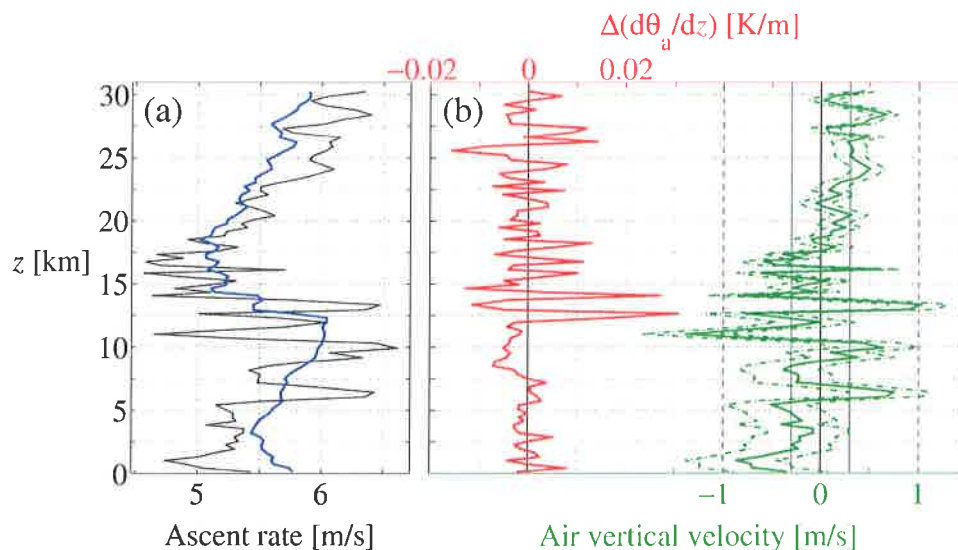 Δ(dθ_a/dz) [K/m]
−0.02 0 0.02
30
25
20
15
10
5
0
z [km]
(a)
(b)
5 6
−1 0 1
Ascent rate [m/s]
Air vertical velocity [m/s]